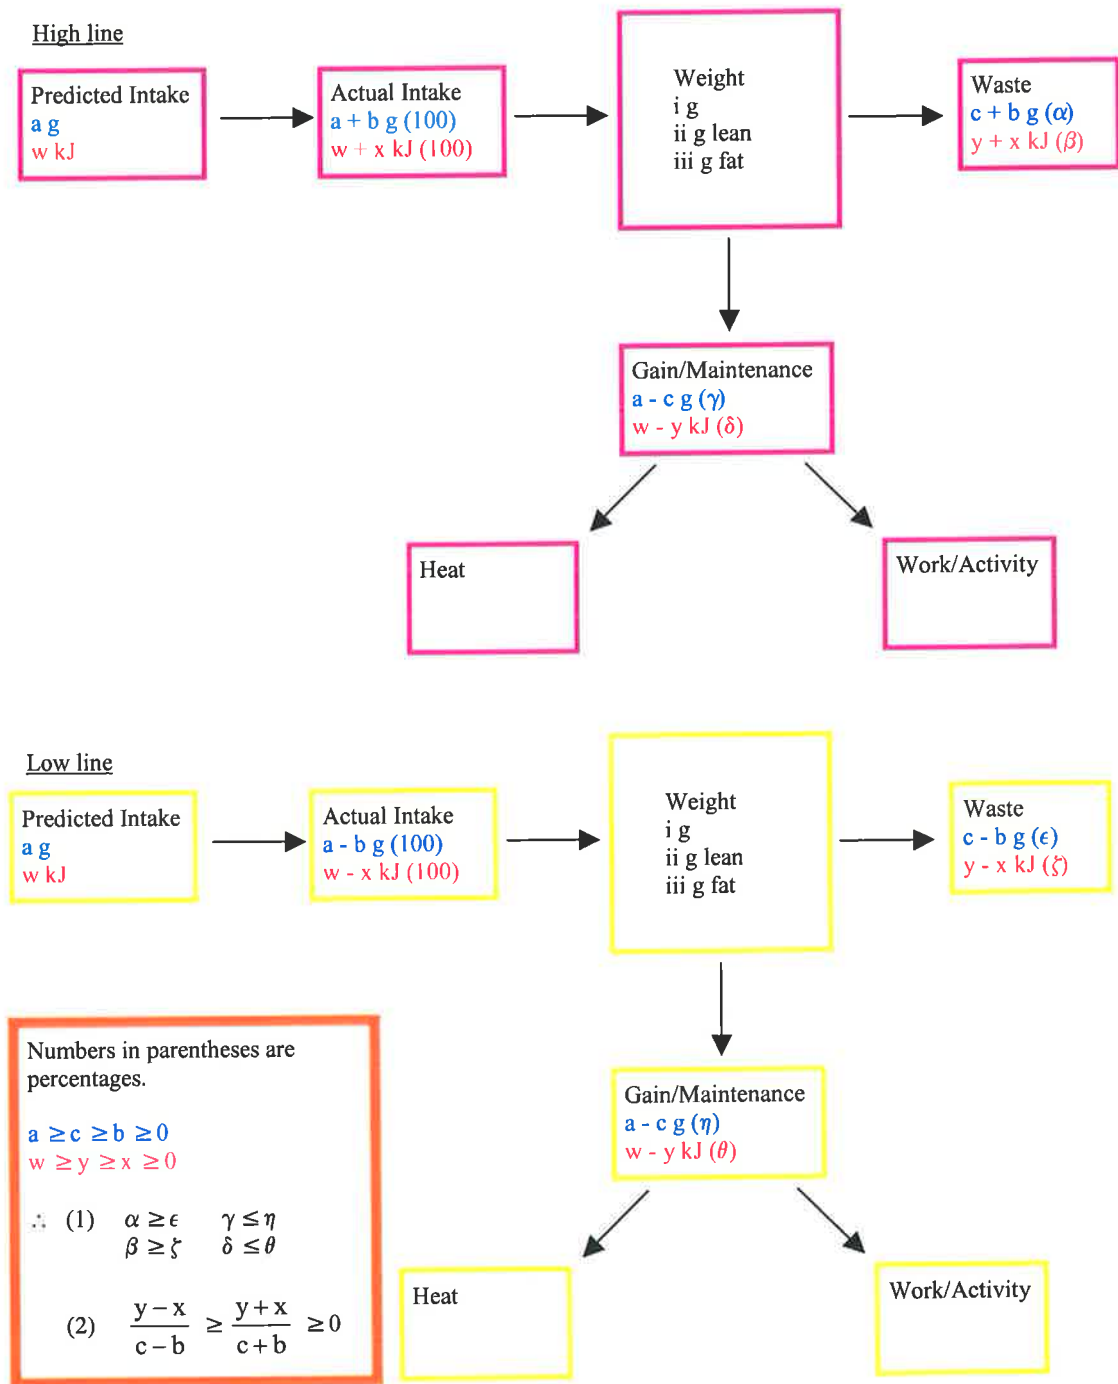 High line
Predicted Intake
a g
w kJ
Actual Intake
a + b g (100)
w + x kJ (100)
Weight
i g
ii g lean
iii g fat
Waste
c + b g (α)
y + x kJ (β)
Gain/Maintenance
a - c g (γ)
w - y kJ (δ)
Heat
Work/Activity
Low line
Predicted Intake
a g
w kJ
Actual Intake
a - b g (100)
w - x kJ (100)
Weight
i g
ii g lean
iii g fat
Waste
c - b g (ϵ)
y - x kJ (ζ)
Gain/Maintenance
a - c g (η)
w - y kJ (θ)
Heat
Work/Activity
Numbers in parentheses are
percentages.
a ≥ c ≥ b ≥ 0
w ≥ y ≥ x ≥ 0
∴ (1) α ≥ ϵ γ ≤ η
β ≥ ζ δ ≤ θ
(2) y − x / c − b ≥ y + x / c + b ≥ 0